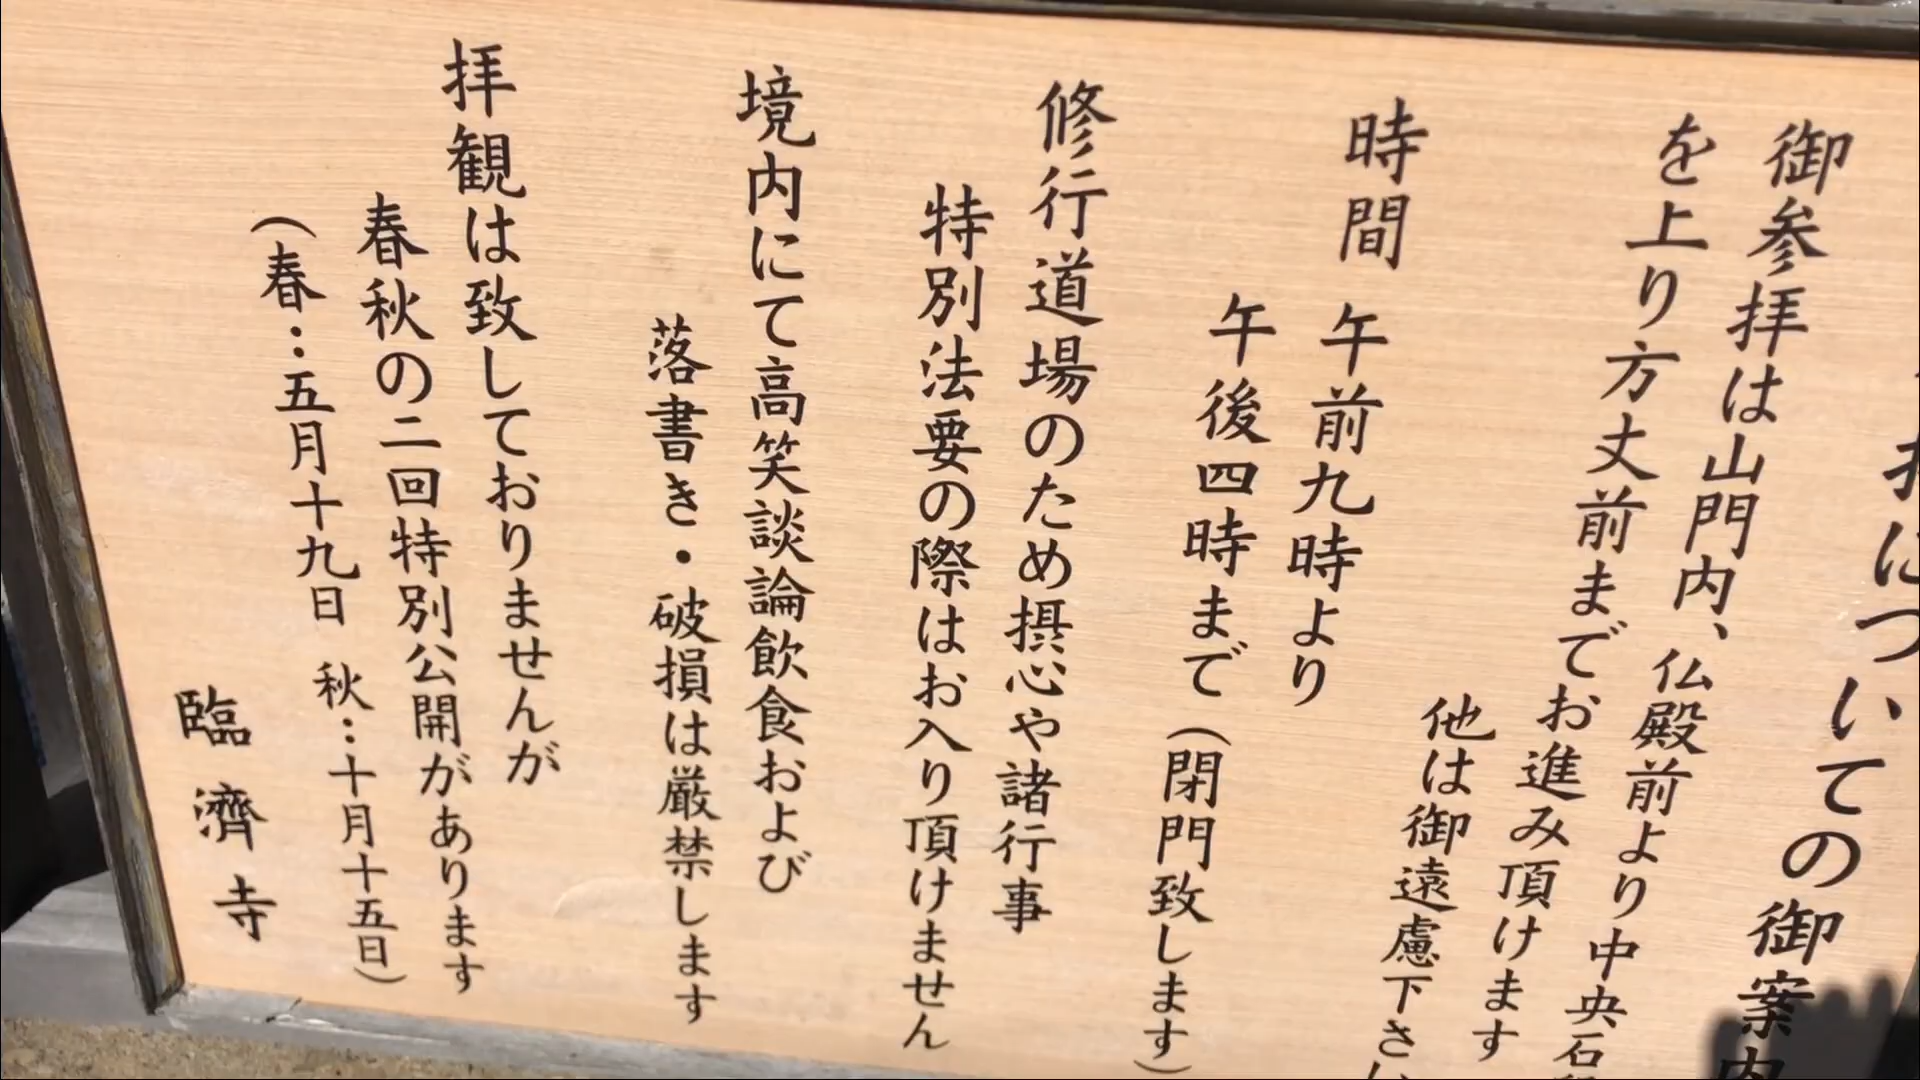 拝についての御案内
御参拝は山門内、仏殿前より中央石
を上り方丈前までお進み頂けます
他は御遠慮下さい
時間 午前九時より
午後四時まで（閉門致します）
修行道場のため摂心や諸行事
特別法要の際はお入り頂けません
境内にて高笑談論飲食および
落書き・破損は厳禁します
拝観は致しておりませんが
春秋の二回特別公開があります
（春：五月十九日 秋：十月十五日）
臨濟寺